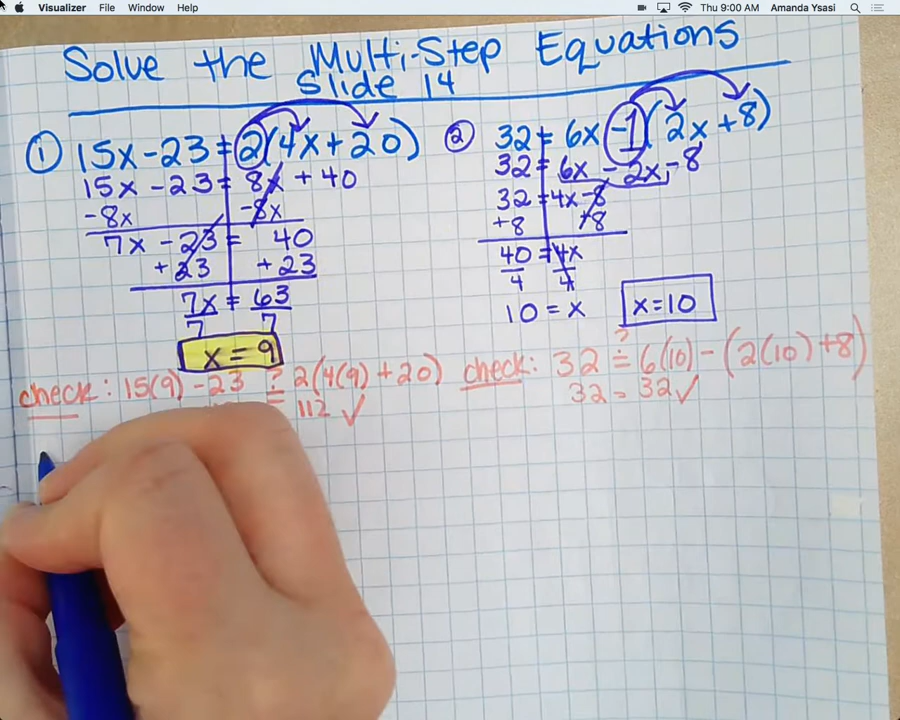 Visualizer File Window Help Thu 9:00 AM Amanda Ysasi
Solve the Multi-Step Equations
Slide 14
① 15x-23=2(4x+20)
15x-23=8x+40
-8x -8x
7x-23=40
+23 +23
7x=63
7 7
x=9
check: 15(9)-23 ?= 2(4(9)+20)
112 ✓
② 32=6x-1(2x+8)
32=6x-2x-8
32=4x-8
+8 +8
40=4x
4 4
10=x x=10
check: 32 ?= 6(10)-(2(10)+8)
32=32✓